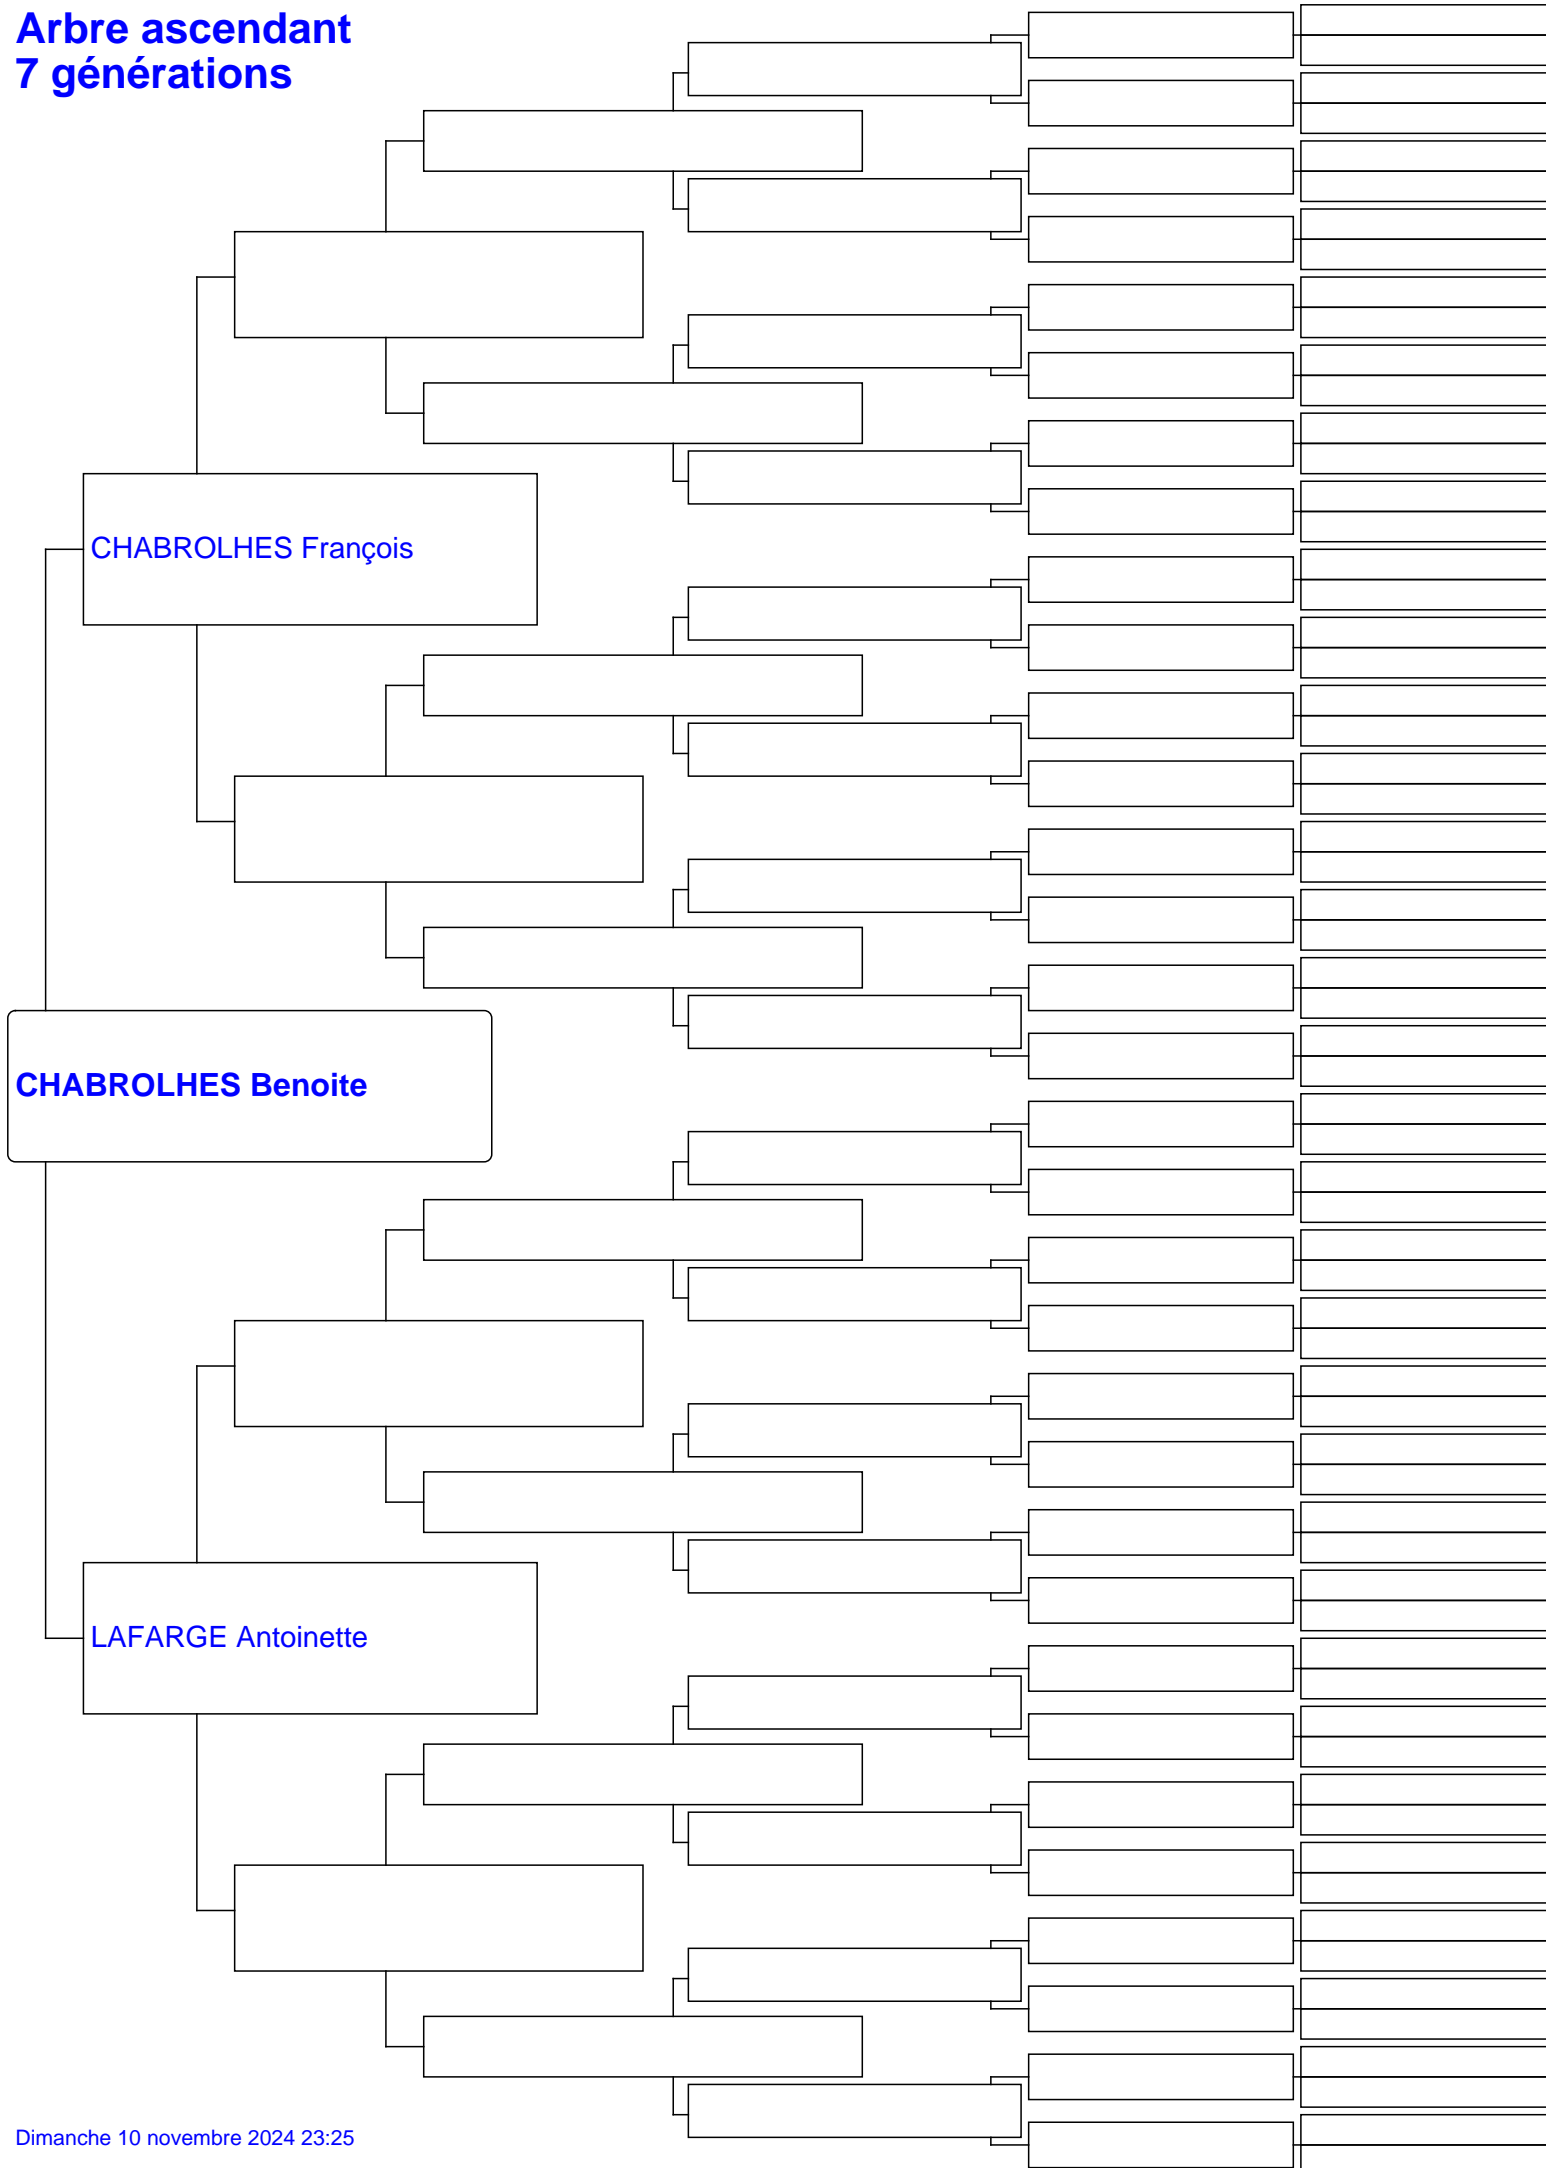 Arbre ascendant
7 générations
CHABROLHES François
CHABROLHES Benoite
LAFARGE Antoinette
Dimanche 10 novembre 2024 23:25